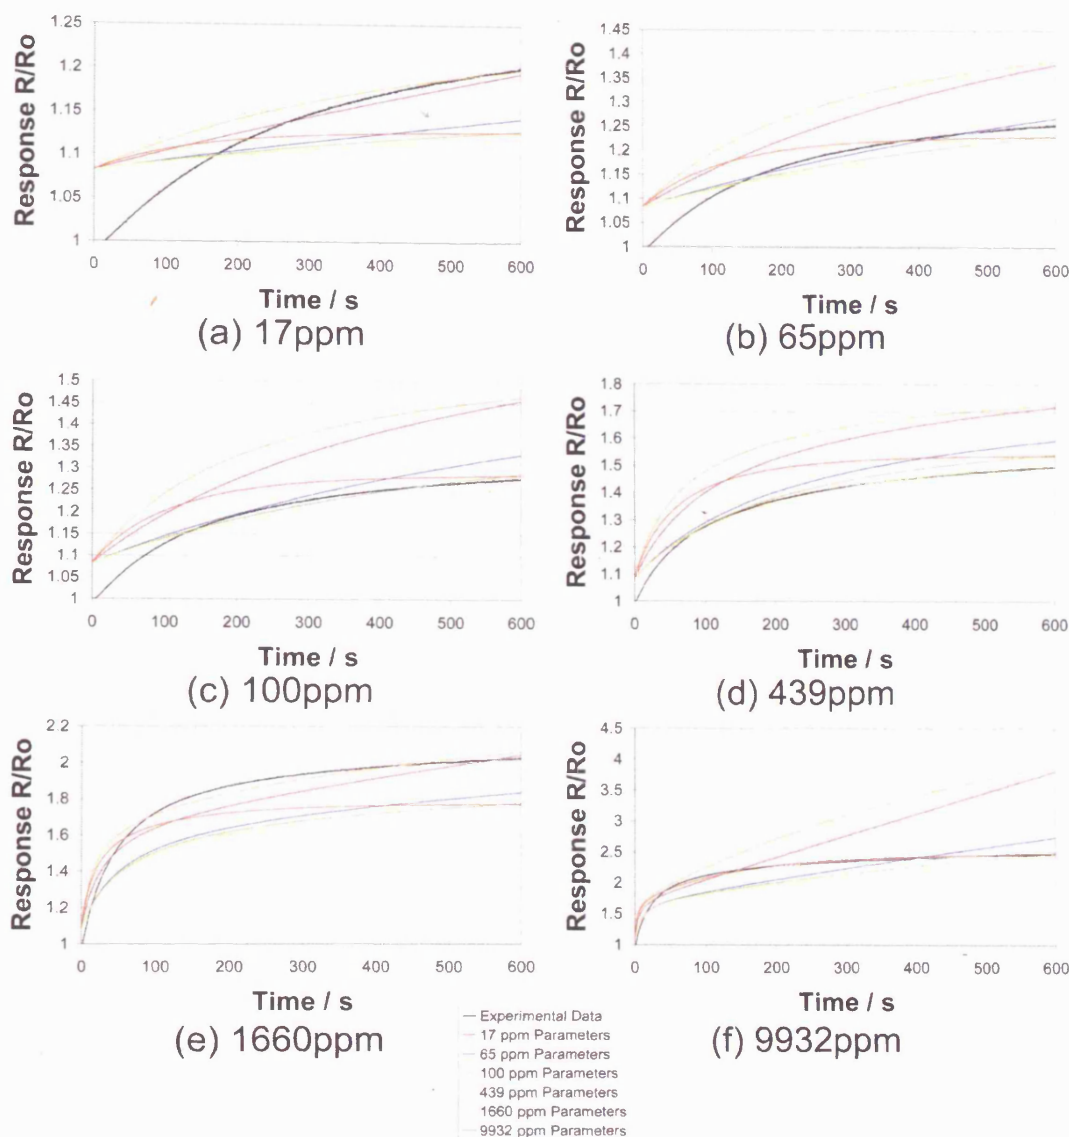 Response R/Ro
1.25
1.2
1.15
1.1
1.05
1
0 100 200 300 400 500 600
Time / s
(a) 17ppm
Response R/Ro
1.45
1.4
1.35
1.3
1.25
1.2
1.15
1.1
1.05
1
0 100 200 300 400 500 600
Time / s
(b) 65ppm
Response R/Ro
1.5
1.45
1.4
1.35
1.3
1.25
1.2
1.15
1.1
1.05
1
0 100 200 300 400 500 600
Time / s
(c) 100ppm
Response R/Ro
1.8
1.7
1.6
1.5
1.4
1.3
1.2
1.1
1
0 100 200 300 400 500 600
Time / s
(d) 439ppm
Response R/Ro
2.2
2
1.8
1.6
1.4
1.2
1
0 100 200 300 400 500 600
Time / s
(e) 1660ppm
Response R/Ro
4.5
4
3.5
3
2.5
2
1.5
1
0 100 200 300 400 500 600
Time / s
(f) 9932ppm
Experimental Data
17 ppm Parameters
65 ppm Parameters
100 ppm Parameters
439 ppm Parameters
1660 ppm Parameters
9932 ppm Parameters